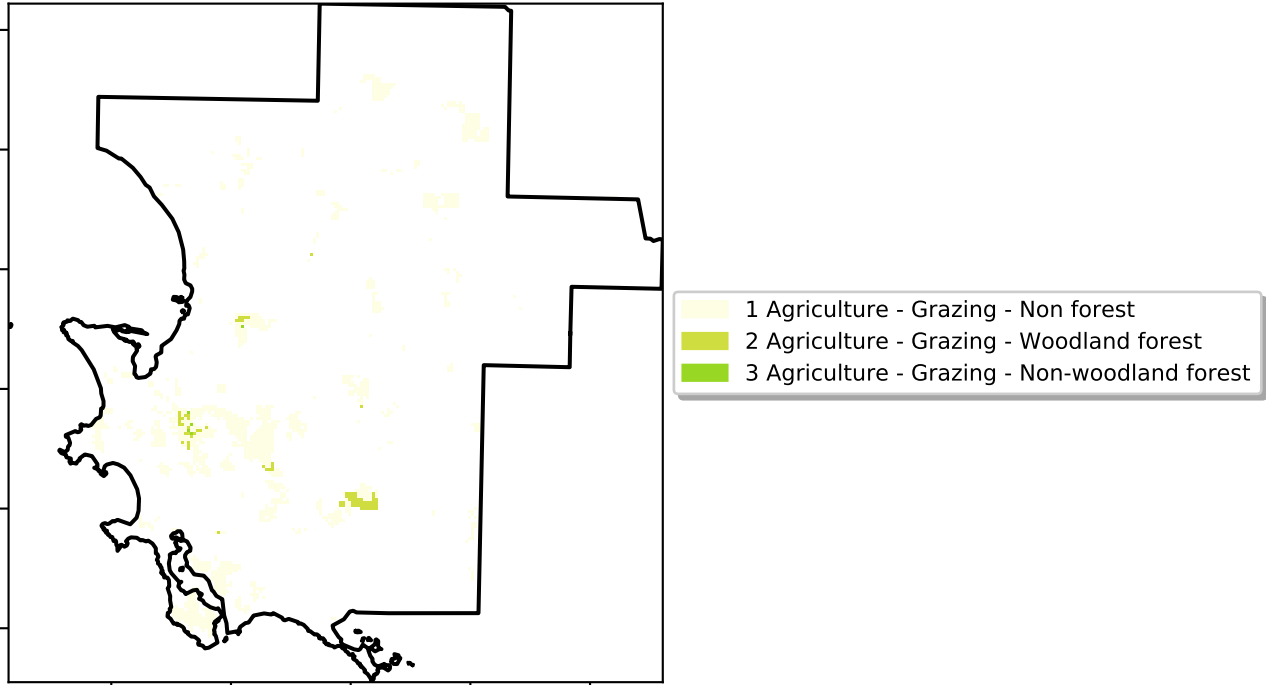 1 Agriculture - Grazing - Non forest
2 Agriculture - Grazing - Woodland forest
3 Agriculture - Grazing - Non-woodland forest